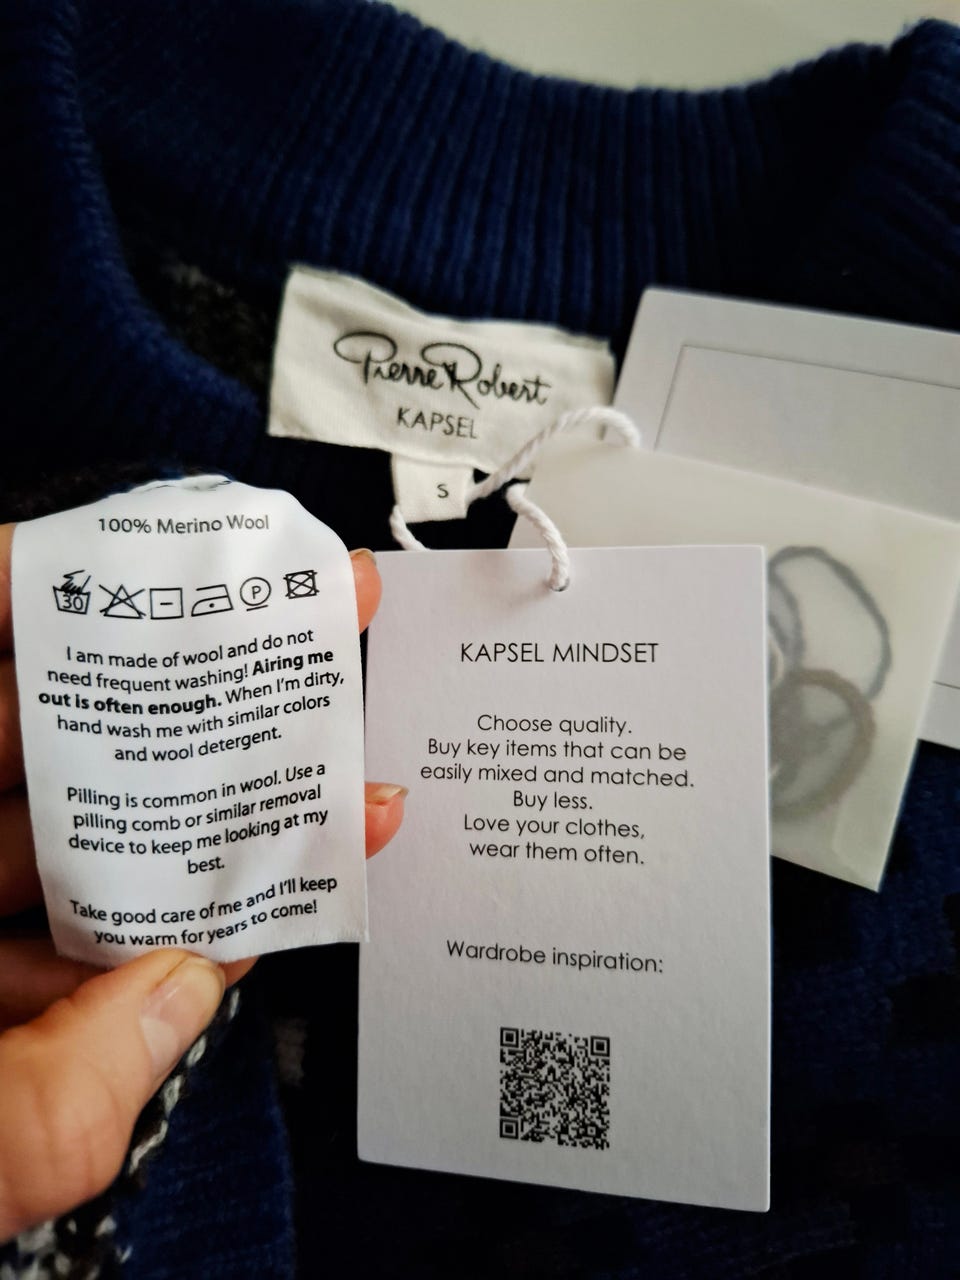 Pierre Robert
KAPSEL
S
100% Merino Wool
30
P
I am made of wool and do not
need frequent washing! Airing me
out is often enough. When I'm dirty,
hand wash me with similar colors
and wool detergent.
Pilling is common in wool. Use a
pilling comb or similar removal
device to keep me looking at my
best.
Take good care of me and I'll keep
you warm for years to come!
KAPSEL MINDSET
Choose quality.
Buy key items that can be
easily mixed and matched.
Buy less.
Love your clothes,
wear them often.
Wardrobe inspiration: